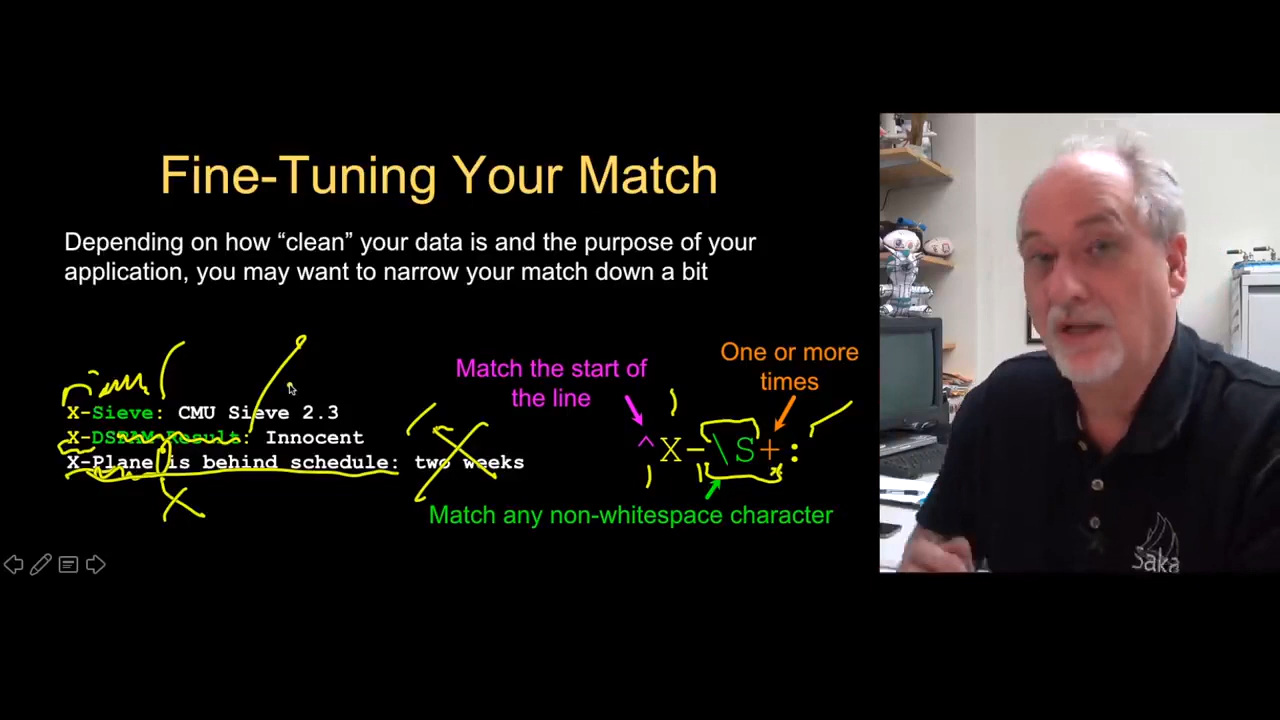 Fine-Tuning Your Match
Depending on how “clean” your data is and the purpose of your
application, you may want to narrow your match down a bit
One or more
times
Match the start of
the line
X-Sieve: CMU Sieve 2.3
X-DSPAM-Result: Innocent
X-Plane is behind schedule: two weeks
^X-\S+:
Match any non-whitespace character
Saka